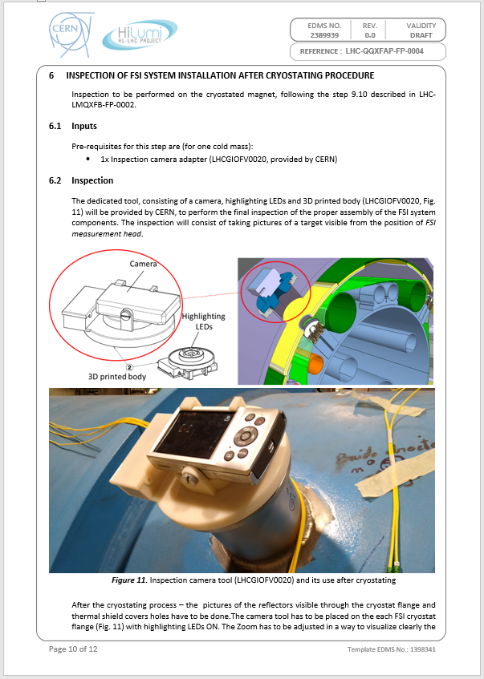 CERN
HiLumi
HL-LHC PROJECT
EDMS NO. REV. VALIDITY
2389939 0.0 DRAFT
REFERENCE : LHC-QQXFAP-FP-0004
6 INSPECTION OF FSI SYSTEM INSTALLATION AFTER CRYOSTATING PROCEDURE
Inspection to be performed on the cryostated magnet, following the step 9.10 described in LHC-
LMQXFB-FP-0002.
6.1 Inputs
Pre-requisites for this step are (for one cold mass):
• 1x Inspection camera adapter (LHCGIOFV0020, provided by CERN)
6.2 Inspection
The dedicated tool, consisting of a camera, highlighting LEDs and 3D printed body (LHCGIOFV0020, Fig.
11) will be provided by CERN, to perform the final inspection of the proper assembly of the FSI system
components. The inspection will consist of taking pictures of a target visible from the position of FSI
measurement head.
Camera
Highlighting
LEDs
2
3D printed body
Figure 11. Inspection camera tool (LHCGIOFV0020) and its use after cryostating
After the cryostating process – the pictures of the reflectors visible through the cryostat flange and
thermal shield covers holes have to be done.The camera tool has to be placed on the each FSI cryostat
flange (Fig. 11) with highlighting LEDs ON. The Zoom has to be adjusted in a way to visualize clearly the
Page 10 of 12
Template EDMS No.: 1398341